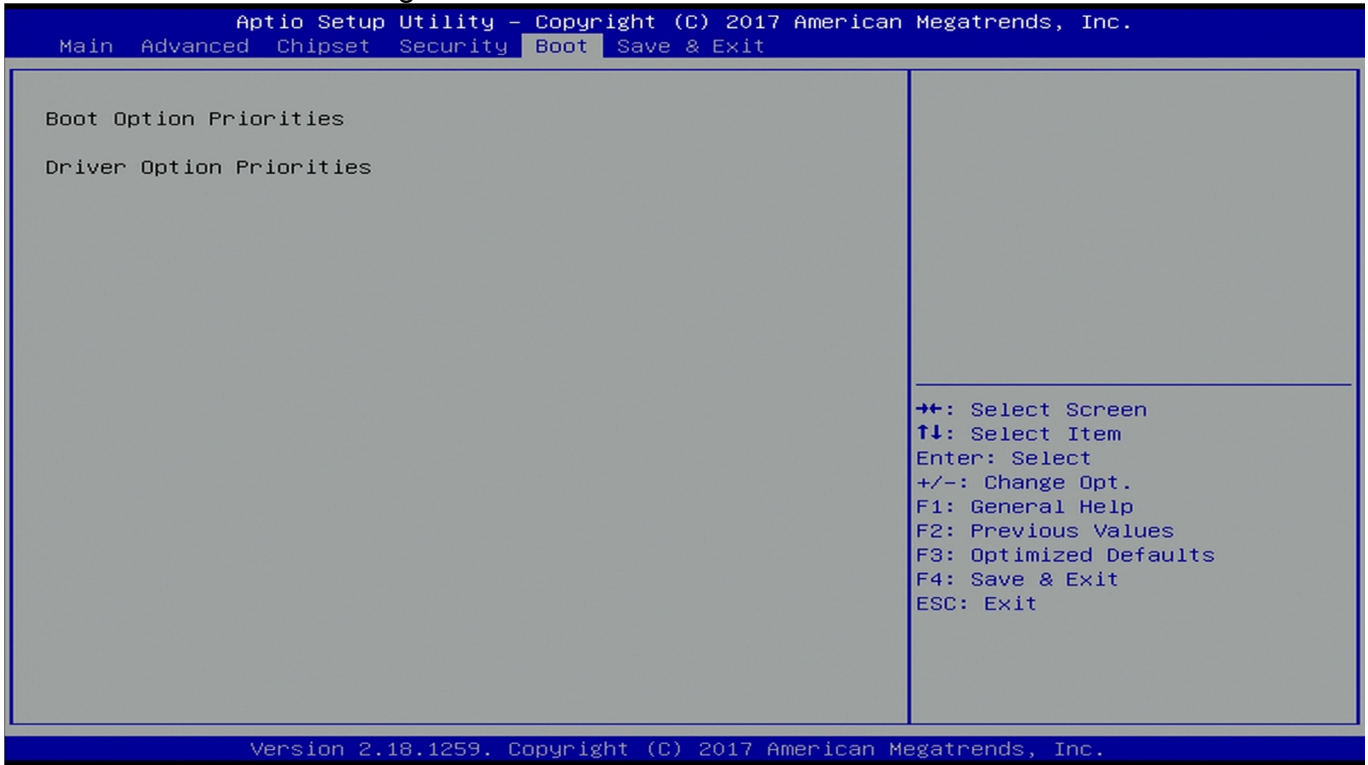 Aptio Setup Utility – Copyright (C) 2017 American Megatrends, Inc.
Main Advanced Chipset Security Boot Save & Exit
Boot Option Priorities
Driver Option Priorities
→←: Select Screen
↑↓: Select Item
Enter: Select
+/-: Change Opt.
F1: General Help
F2: Previous Values
F3: Optimized Defaults
F4: Save & Exit
ESC: Exit
Version 2.18.1259. Copyright (C) 2017 American Megatrends, Inc.